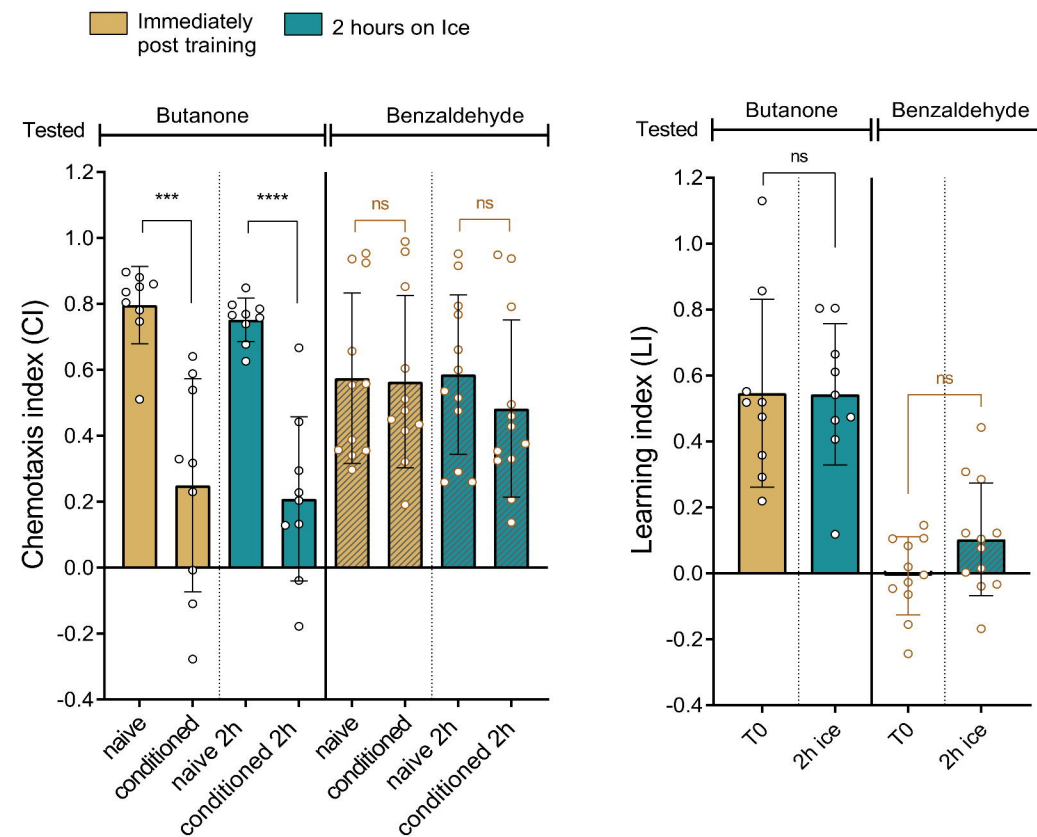 Immediately
post training
2 hours on Ice
Tested
Butanone
Benzaldehyde
Chemotaxis index (CI)
1.2
1.0
0.8
0.6
0.4
0.2
0.0
-0.2
-0.4
***
****
ns
ns
naive
conditioned
naive 2h
conditioned 2h
naive
conditioned
naive 2h
conditioned 2h
Tested
Butanone
Benzaldehyde
Learning index (LI)
1.2
1.0
0.8
0.6
0.4
0.2
0.0
-0.2
-0.4
ns
ns
T0
2h ice
T0
2h ice